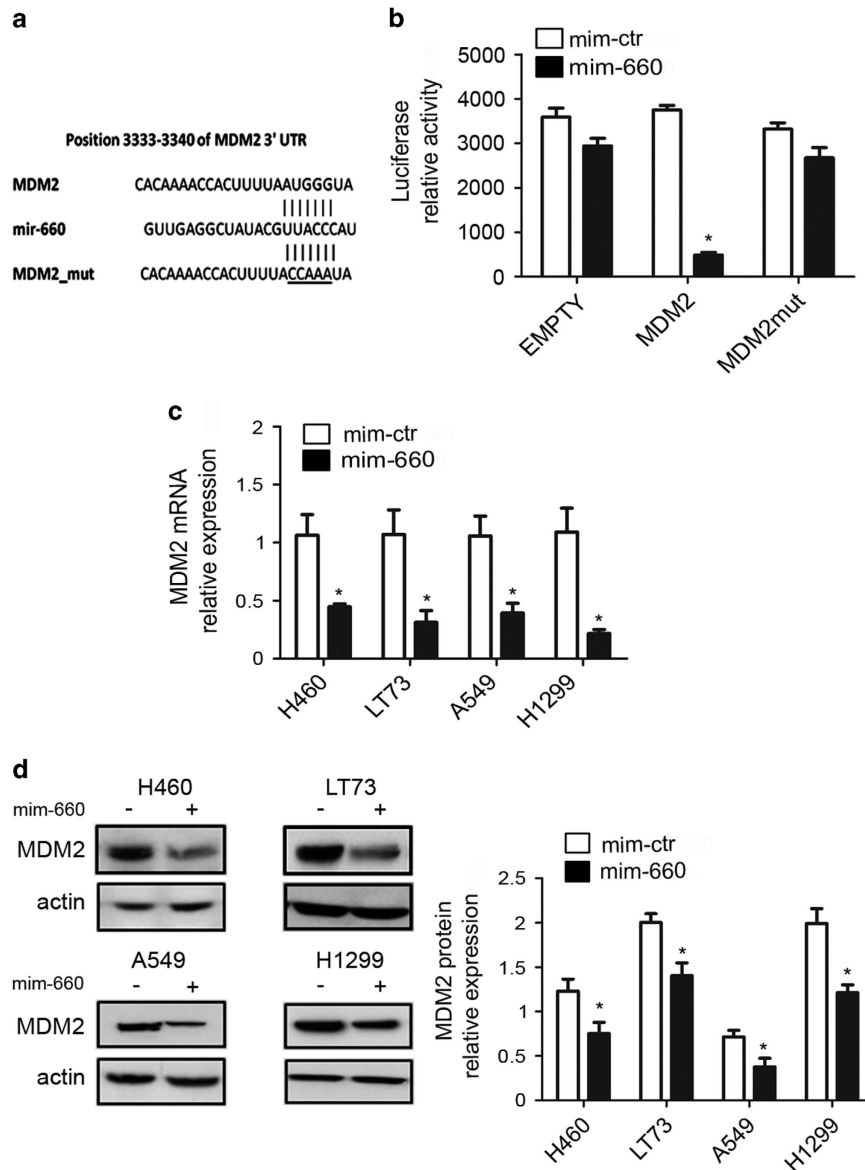 a
Position 3333-3340 of MDM2 3' UTR
MDM2 CACAAAACCACUUUUAAUGGGUA
mir-660 GUUGAGGCUAUACGUUACCCAU
MDM2_mut CACAAAACCACUUUUACCAAAUA
b
mim-ctr
mim-660
Luciferase
relative activity
5000
4000
3000
2000
1000
0
*
EMPTY
MDM2
MDM2mut
c
mim-ctr
mim-660
MDM2 mRNA
relative expression
2
1.5
1
0.5
0
* * * *
H460
LT73
A549
H1299
d
H460
mim-660 - +
MDM2
actin
LT73
- +
A549
mim-660 - +
MDM2
actin
H1299
- +
mim-ctr
mim-660
MDM2 protein
relative expression
2.5
2
1.5
1
0.5
0
* * * *
H460
LT73
A549
H1299